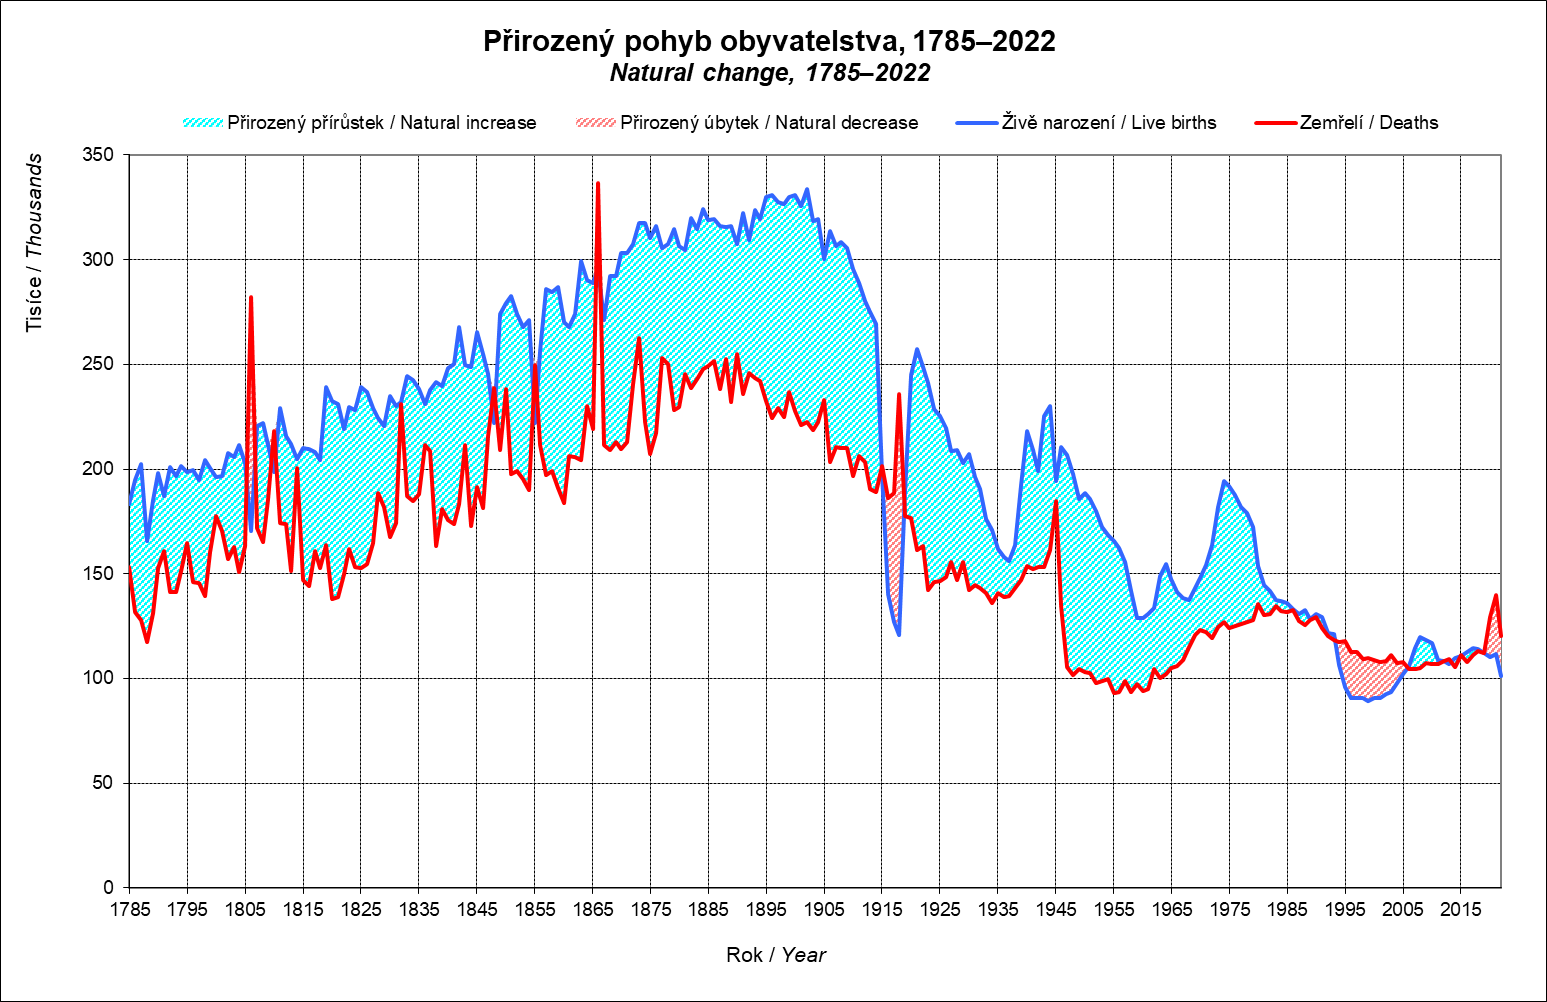 Přirozený pohyb obyvatelstva, 1785–2022
Natural change, 1785–2022
Přirozený přírůstek / Natural increase
Přirozený úbytek / Natural decrease
Živě narození / Live births
Zemřelí / Deaths
Tisíce / Thousands
350
300
250
200
150
100
50
0
1785 1795 1805 1815 1825 1835 1845 1855 1865 1875 1885 1895 1905 1915 1925 1935 1945 1955 1965 1975 1985 1995 2005 2015
Rok / Year